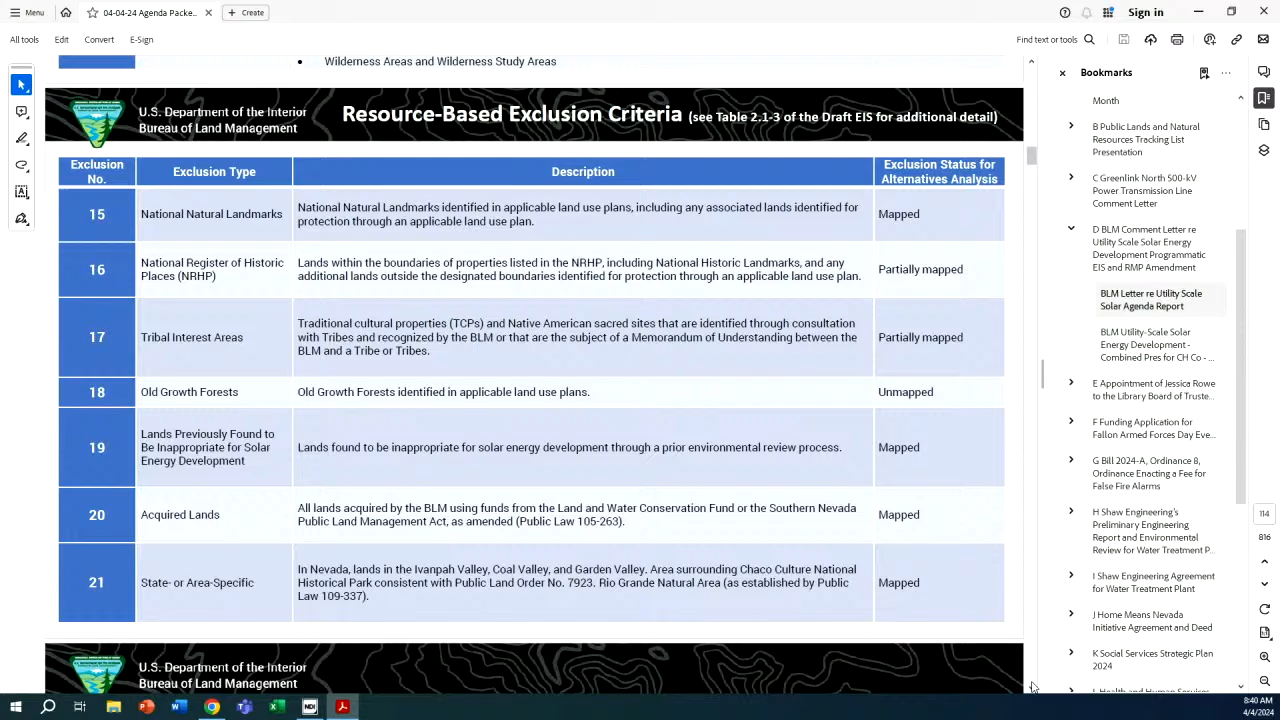 Menu
04-04-24 Agenda Packe...
Create
Sign in
All tools
Edit
Convert
E-Sign
Find text or tools
Wilderness Areas and Wilderness Study Areas
U.S. Department of the Interior
Bureau of Land Management
Resource-Based Exclusion Criteria (see Table 2.1-3 of the Draft EIS for additional detail)
Exclusion No.
Exclusion Type
Description
Exclusion Status for Alternatives Analysis
15
National Natural Landmarks
National Natural Landmarks identified in applicable land use plans, including any associated lands identified for
protection through an applicable land use plan.
Mapped
16
National Register of Historic
Places (NRHP)
Lands within the boundaries of properties listed in the NRHP, including National Historic Landmarks, and any
additional lands outside the designated boundaries identified for protection through an applicable land use plan.
Partially mapped
17
Tribal Interest Areas
Traditional cultural properties (TCPs) and Native American sacred sites that are identified through consultation
with Tribes and recognized by the BLM or that are the subject of a Memorandum of Understanding between the
BLM and a Tribe or Tribes.
Partially mapped
18
Old Growth Forests
Old Growth Forests identified in applicable land use plans.
Unmapped
19
Lands Previously Found to
Be Inappropriate for Solar
Energy Development
Lands found to be inappropriate for solar energy development through a prior environmental review process.
Mapped
20
Acquired Lands
All lands acquired by the BLM using funds from the Land and Water Conservation Fund or the Southern Nevada
Public Land Management Act, as amended (Public Law 105-263).
Mapped
21
State- or Area-Specific
In Nevada, lands in the Ivanpah Valley, Coal Valley, and Garden Valley. Area surrounding Chaco Culture National
Historical Park consistent with Public Land Order No. 7923. Rio Grande Natural Area (as established by Public
Law 109-337).
Mapped
U.S. Department of the Interior
Bureau of Land Management
Bookmarks
Month
B Public Lands and Natural
Resources Tracking List
Presentation
C Greenlink North 500-kV
Power Transmission Line
Comment Letter
D BLM Comment Letter re
Utility Scale Solar Energy
Development Programmatic
EIS and RMP Amendment
BLM Letter re Utility Scale
Solar Agenda Report
BLM Utility-Scale Solar
Energy Development -
Combined Pres for CH Co - ...
E Appointment of Jessica Rowe
to the Library Board of Truste...
F Funding Application for
Fallon Armed Forces Day Eve...
G Bill 2024-A, Ordinance 8,
Ordinance Enacting a Fee for
False Fire Alarms
H Shaw Engineering's
Preliminary Engineering
Report and Environmental
Review for Water Treatment P...
I Shaw Engineering Agreement
for Water Treatment Plant
J Home Means Nevada
Initiative Agreement and Deed
K Social Services Strategic Plan
2024
L Health and Human Services
114
816
NDI
8:40 AM
4/4/2024